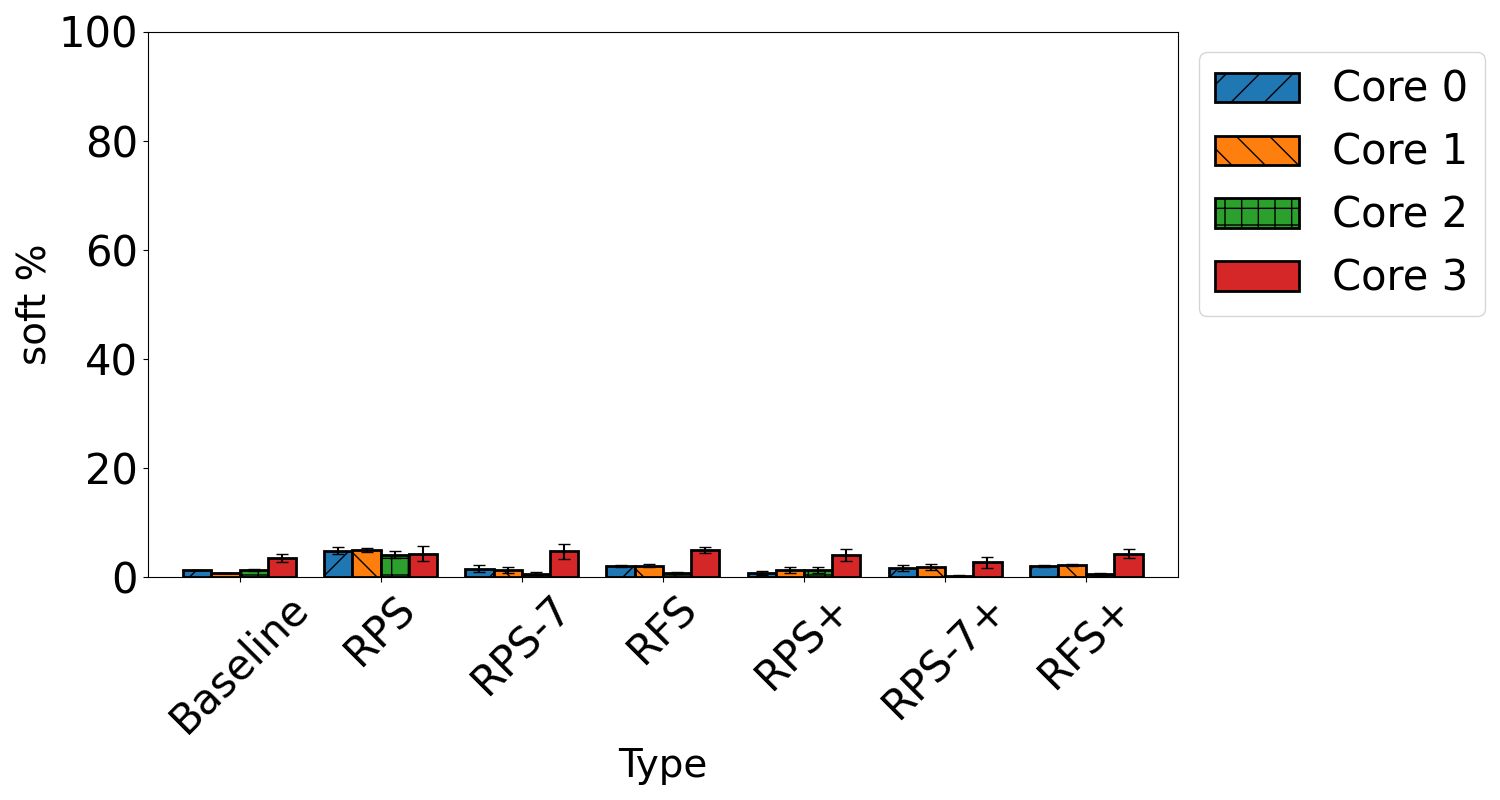 100
80
60
40
20
0
soft %
Baseline
RPS
RPS-7
RFS
RPS+
RPS-7+
RFS+
Type
Core 0
Core 1
Core 2
Core 3